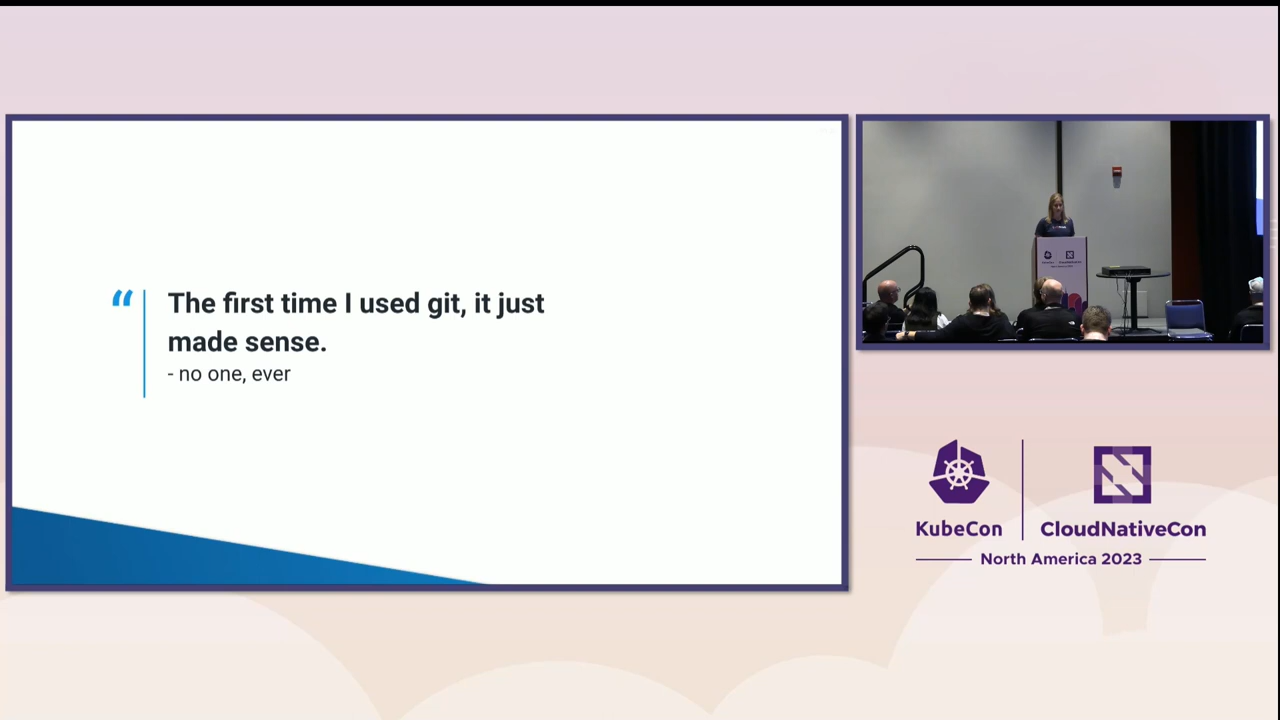 “
The first time I used git, it just
made sense.
- no one, ever
KubeCon
CloudNativeCon
North America 2023